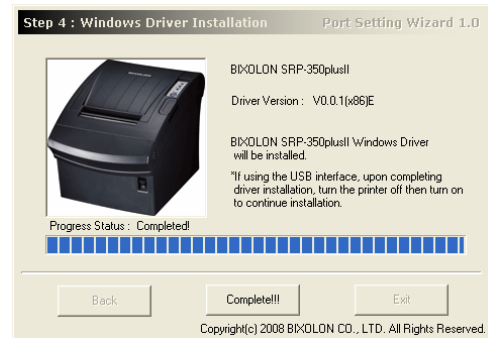 Step 4 : Windows Driver Installation Port Setting Wizard 1.0
BIXOLON SRP-350plusII
Driver Version : V0.0.1(x86)E
BIXOLON SRP-350plusII Windows Driver
will be installed.
"If using the USB interface, upon completing
driver installation, turn the printer off then turn on
to continue installation.
Progress Status : Completed!
Back Complete!!! Exit
Copyright(c) 2008 BIXOLON CO., LTD. All Rights Reserved.